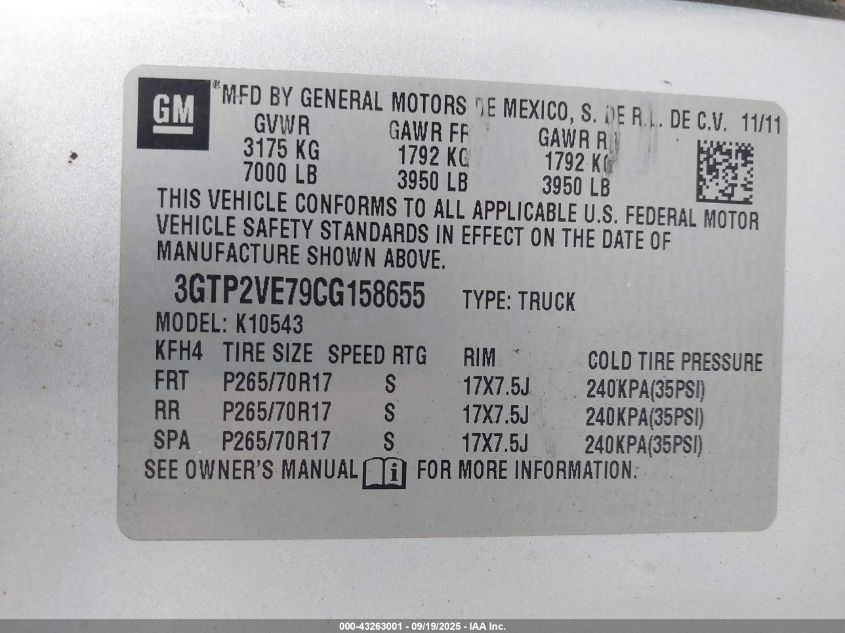 GM
®MFD BY GENERAL MOTORS DE MEXICO, S. DE R.L. DE C.V. 11/11
GVWR GAWR FR GAWR RR
3175 KG 1792 KG 1792 KG
7000 LB 3950 LB 3950 LB
THIS VEHICLE CONFORMS TO ALL APPLICABLE U.S. FEDERAL MOTOR
VEHICLE SAFETY STANDARDS IN EFFECT ON THE DATE OF
MANUFACTURE SHOWN ABOVE.
3GTP2VE79CG158655 TYPE: TRUCK
MODEL: K10543
KFH4 TIRE SIZE SPEED RTG RIM COLD TIRE PRESSURE
FRT P265/70R17 S 17X7.5J 240KPA(35PSI)
RR P265/70R17 S 17X7.5J 240KPA(35PSI)
SPA P265/70R17 S 17X7.5J 240KPA(35PSI)
SEE OWNER'S MANUAL i FOR MORE INFORMATION.
000-43263001 - 09/19/2025 - IAA Inc.